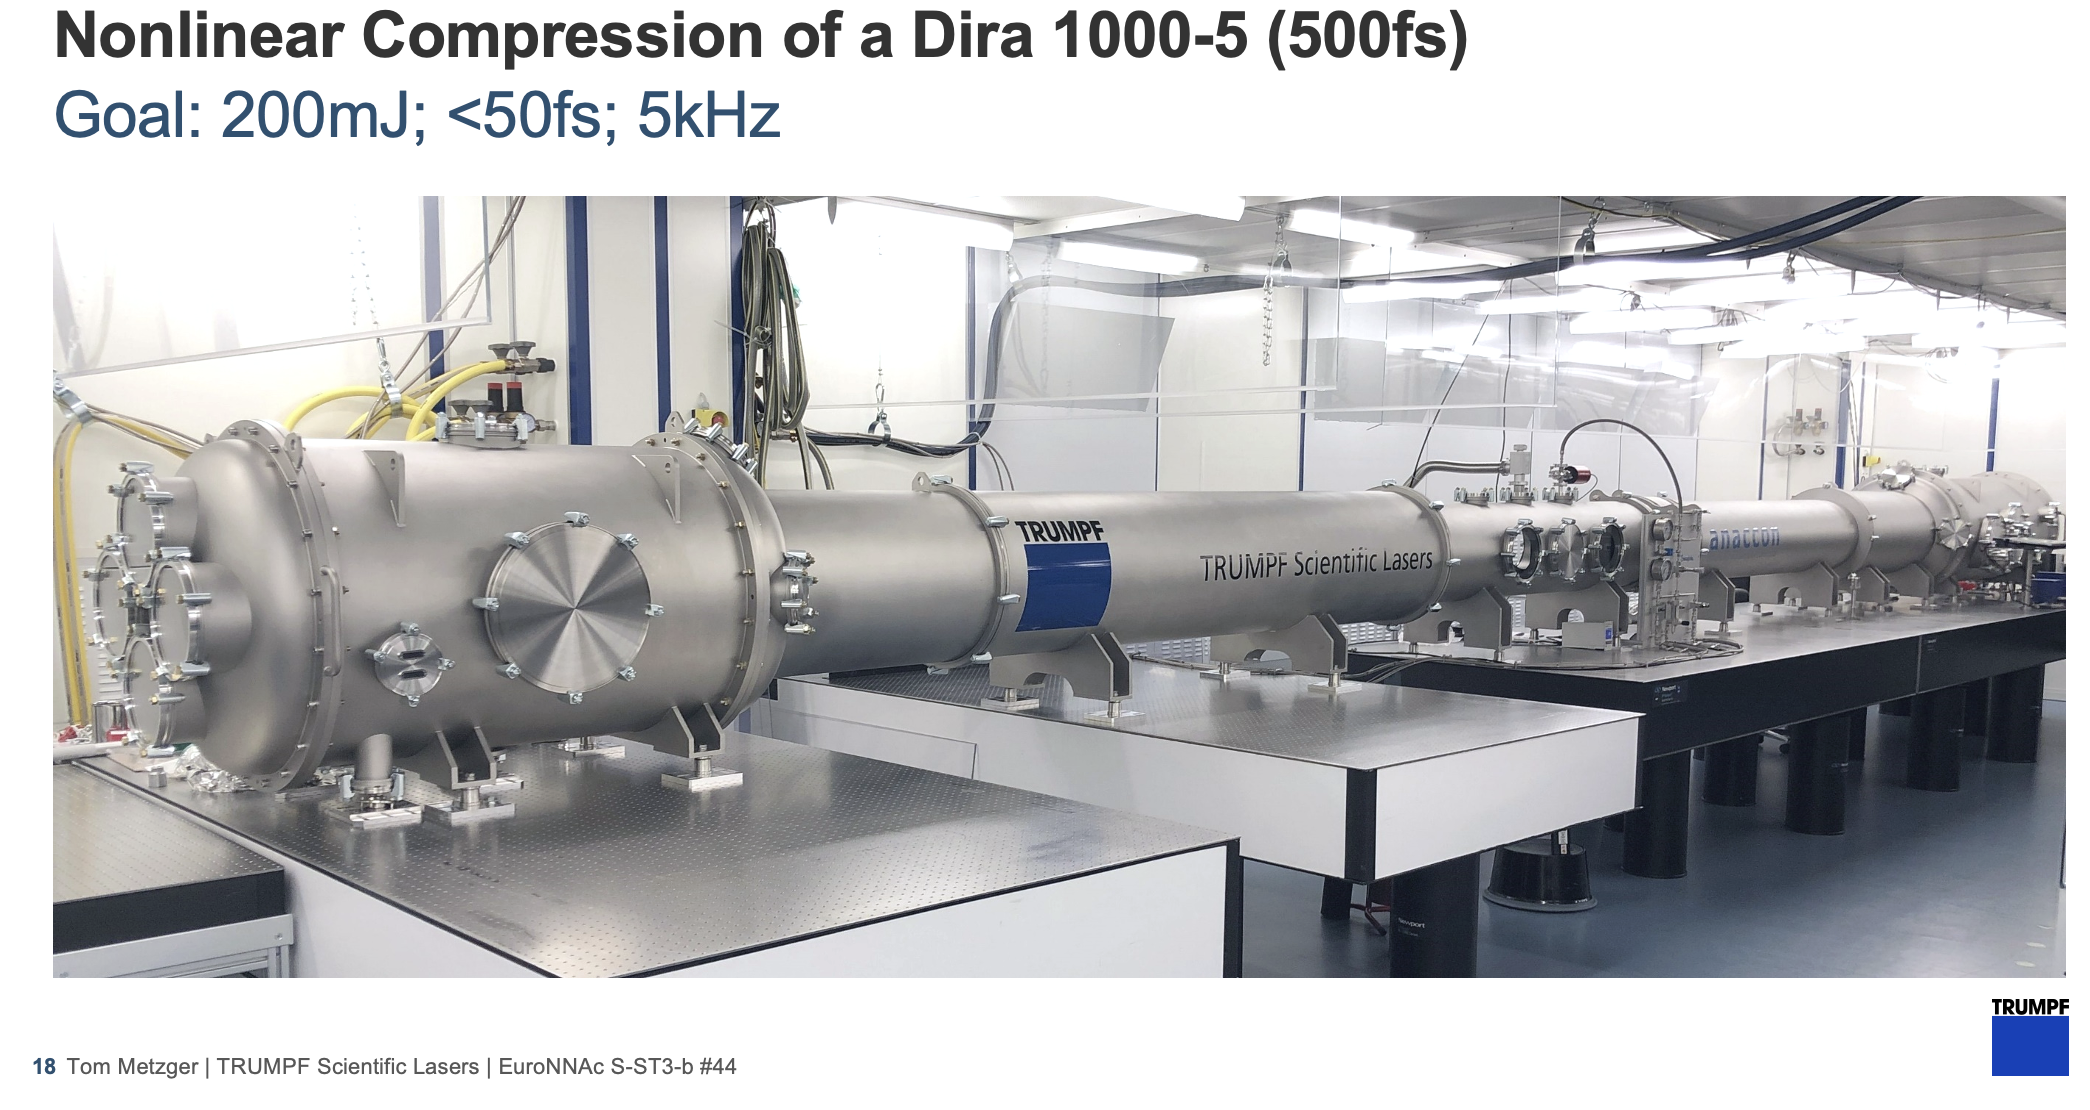 Nonlinear Compression of a Dira 1000-5 (500fs)
Goal: 200mJ; <50fs; 5kHz
TRUMPF
TRUMPF Scientific Lasers
anaccon
Newport
TRUMPF
18 Tom Metzger | TRUMPF Scientific Lasers | EuroNNAc S-ST3-b #44